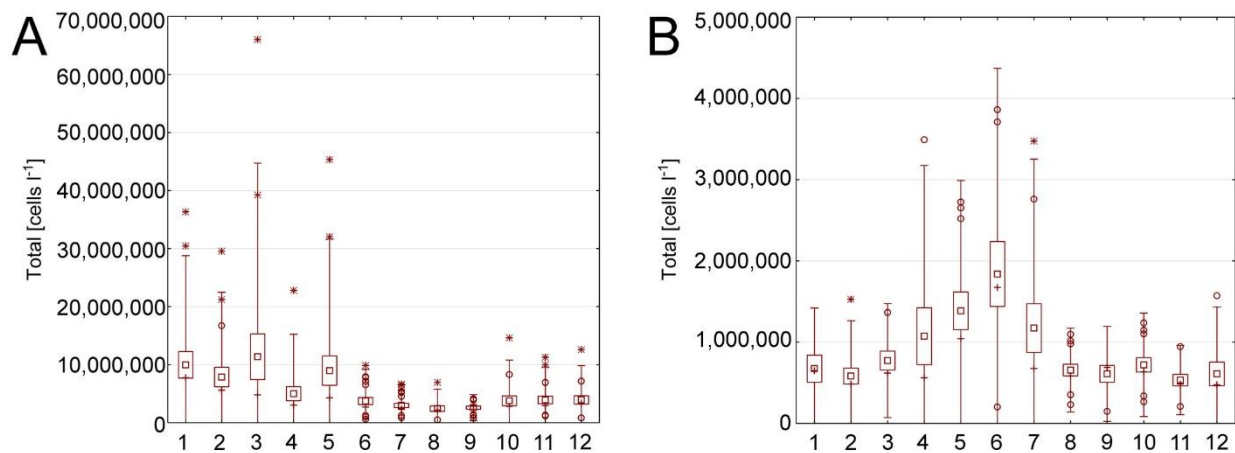 A
Total [cells l-1]
70,000,000
60,000,000
50,000,000
40,000,000
30,000,000
20,000,000
10,000,000
0
1 2 3 4 5 6 7 8 9 10 11 12
B
Total [cells l-1]
5,000,000
4,000,000
3,000,000
2,000,000
1,000,000
0
1 2 3 4 5 6 7 8 9 10 11 12